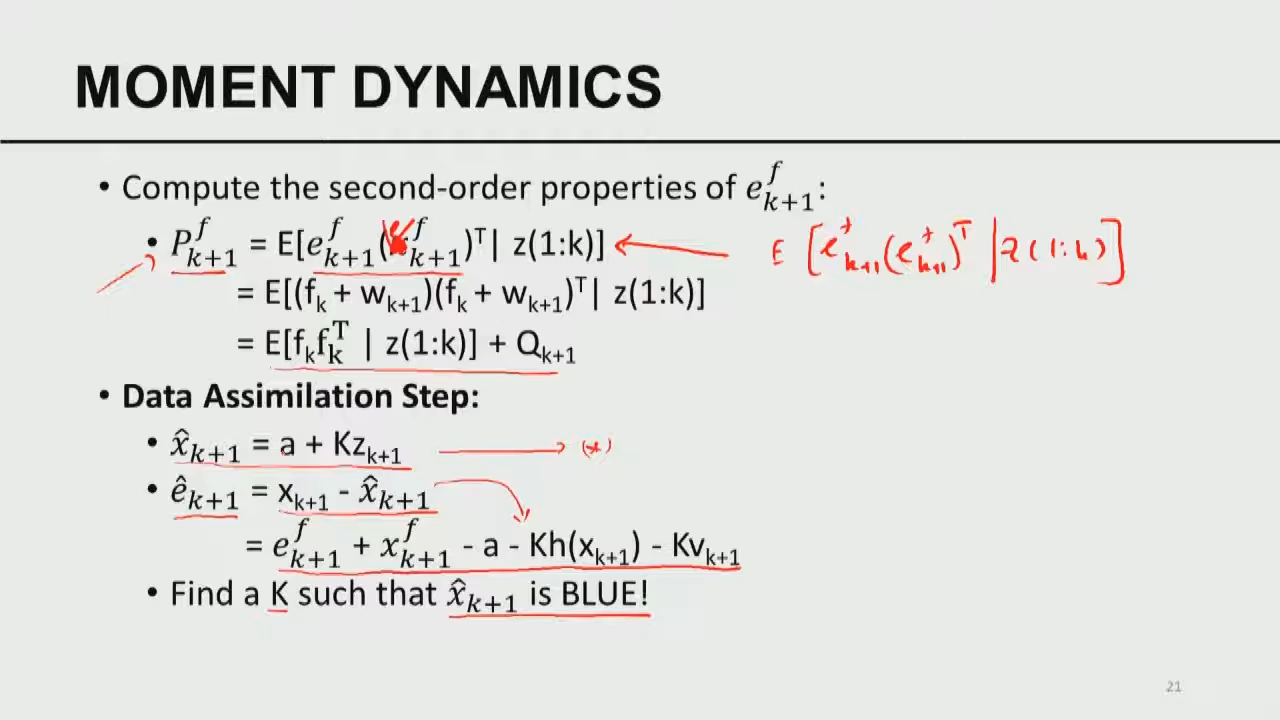 MOMENT DYNAMICS
• Compute the second-order properties of e^f_{k+1}:
• P^f_{k+1} = E[e^f_{k+1}(e^f_{k+1})^T| z(1:k)] E[e^f_{k+1}(e^f_{k+1})^T | z(1:k)]
= E[(f_k + w_{k+1})(f_k + w_{k+1})^T| z(1:k)]
= E[f_kf_k^T | z(1:k)] + Q_{k+1}
• Data Assimilation Step:
• x̂_{k+1} = a + Kz_{k+1} (*)
• ê_{k+1} = x_{k+1} - x̂_{k+1}
= e^f_{k+1} + x^f_{k+1} - a - Kh(x_{k+1}) - Kv_{k+1}
• Find a K such that x̂_{k+1} is BLUE!
21